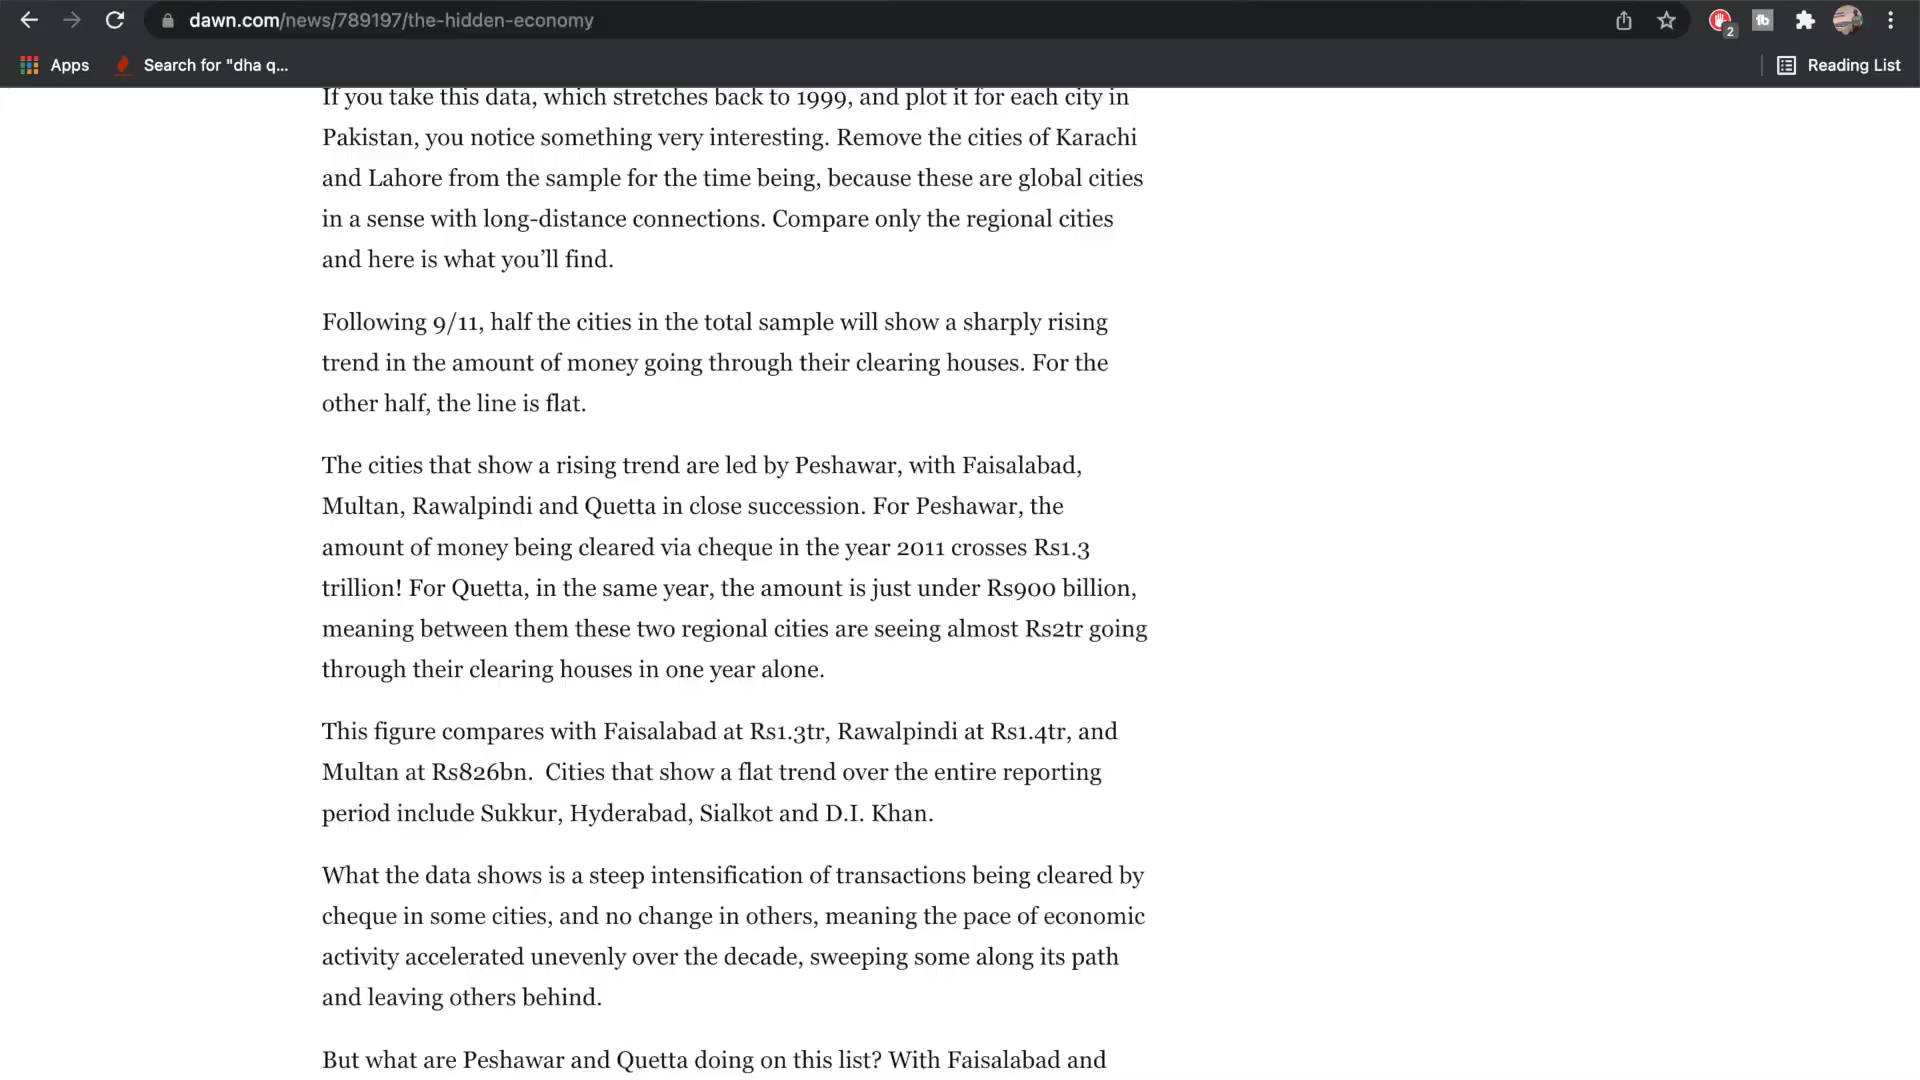 dawn.com/news/789197/the-hidden-economy
2
Apps
Search for "dha q...
Reading List
If you take this data, which stretches back to 1999, and plot it for each city in
Pakistan, you notice something very interesting. Remove the cities of Karachi
and Lahore from the sample for the time being, because these are global cities
in a sense with long-distance connections. Compare only the regional cities
and here is what you’ll find.
Following 9/11, half the cities in the total sample will show a sharply rising
trend in the amount of money going through their clearing houses. For the
other half, the line is flat.
The cities that show a rising trend are led by Peshawar, with Faisalabad,
Multan, Rawalpindi and Quetta in close succession. For Peshawar, the
amount of money being cleared via cheque in the year 2011 crosses Rs1.3
trillion! For Quetta, in the same year, the amount is just under Rs900 billion,
meaning between them these two regional cities are seeing almost Rs2tr going
through their clearing houses in one year alone.
This figure compares with Faisalabad at Rs1.3tr, Rawalpindi at Rs1.4tr, and
Multan at Rs826bn.  Cities that show a flat trend over the entire reporting
period include Sukkur, Hyderabad, Sialkot and D.I. Khan.
What the data shows is a steep intensification of transactions being cleared by
cheque in some cities, and no change in others, meaning the pace of economic
activity accelerated unevenly over the decade, sweeping some along its path
and leaving others behind.
But what are Peshawar and Quetta doing on this list? With Faisalabad and